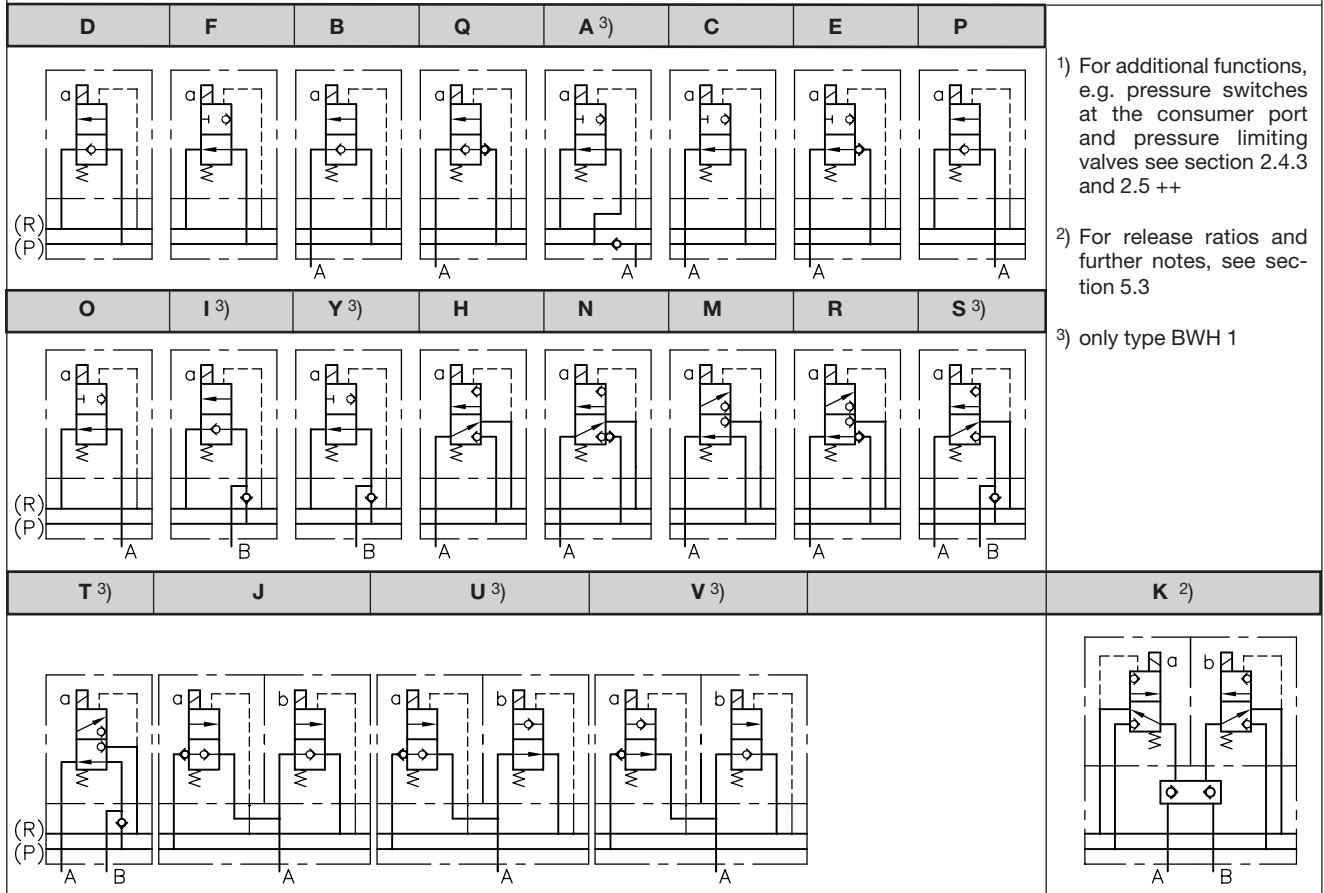 D F B Q A 3) C E P
a a a a a a a a
(R)
(P)
A A A A A A A
1) For additional functions,
e.g. pressure switches
at the consumer port
and pressure limiting
valves see section 2.4.3
and 2.5 ++
2) For release ratios and
further notes, see sec-
tion 5.3
3) only type BWH 1
O I 3) Y 3) H N M R S 3)
a a a a a a a a
(R)
(P)
A B B A A A A A B
T 3) J U 3) V 3) K 2)
a a b a b a b a b
(R)
(P)
A B A A A A B